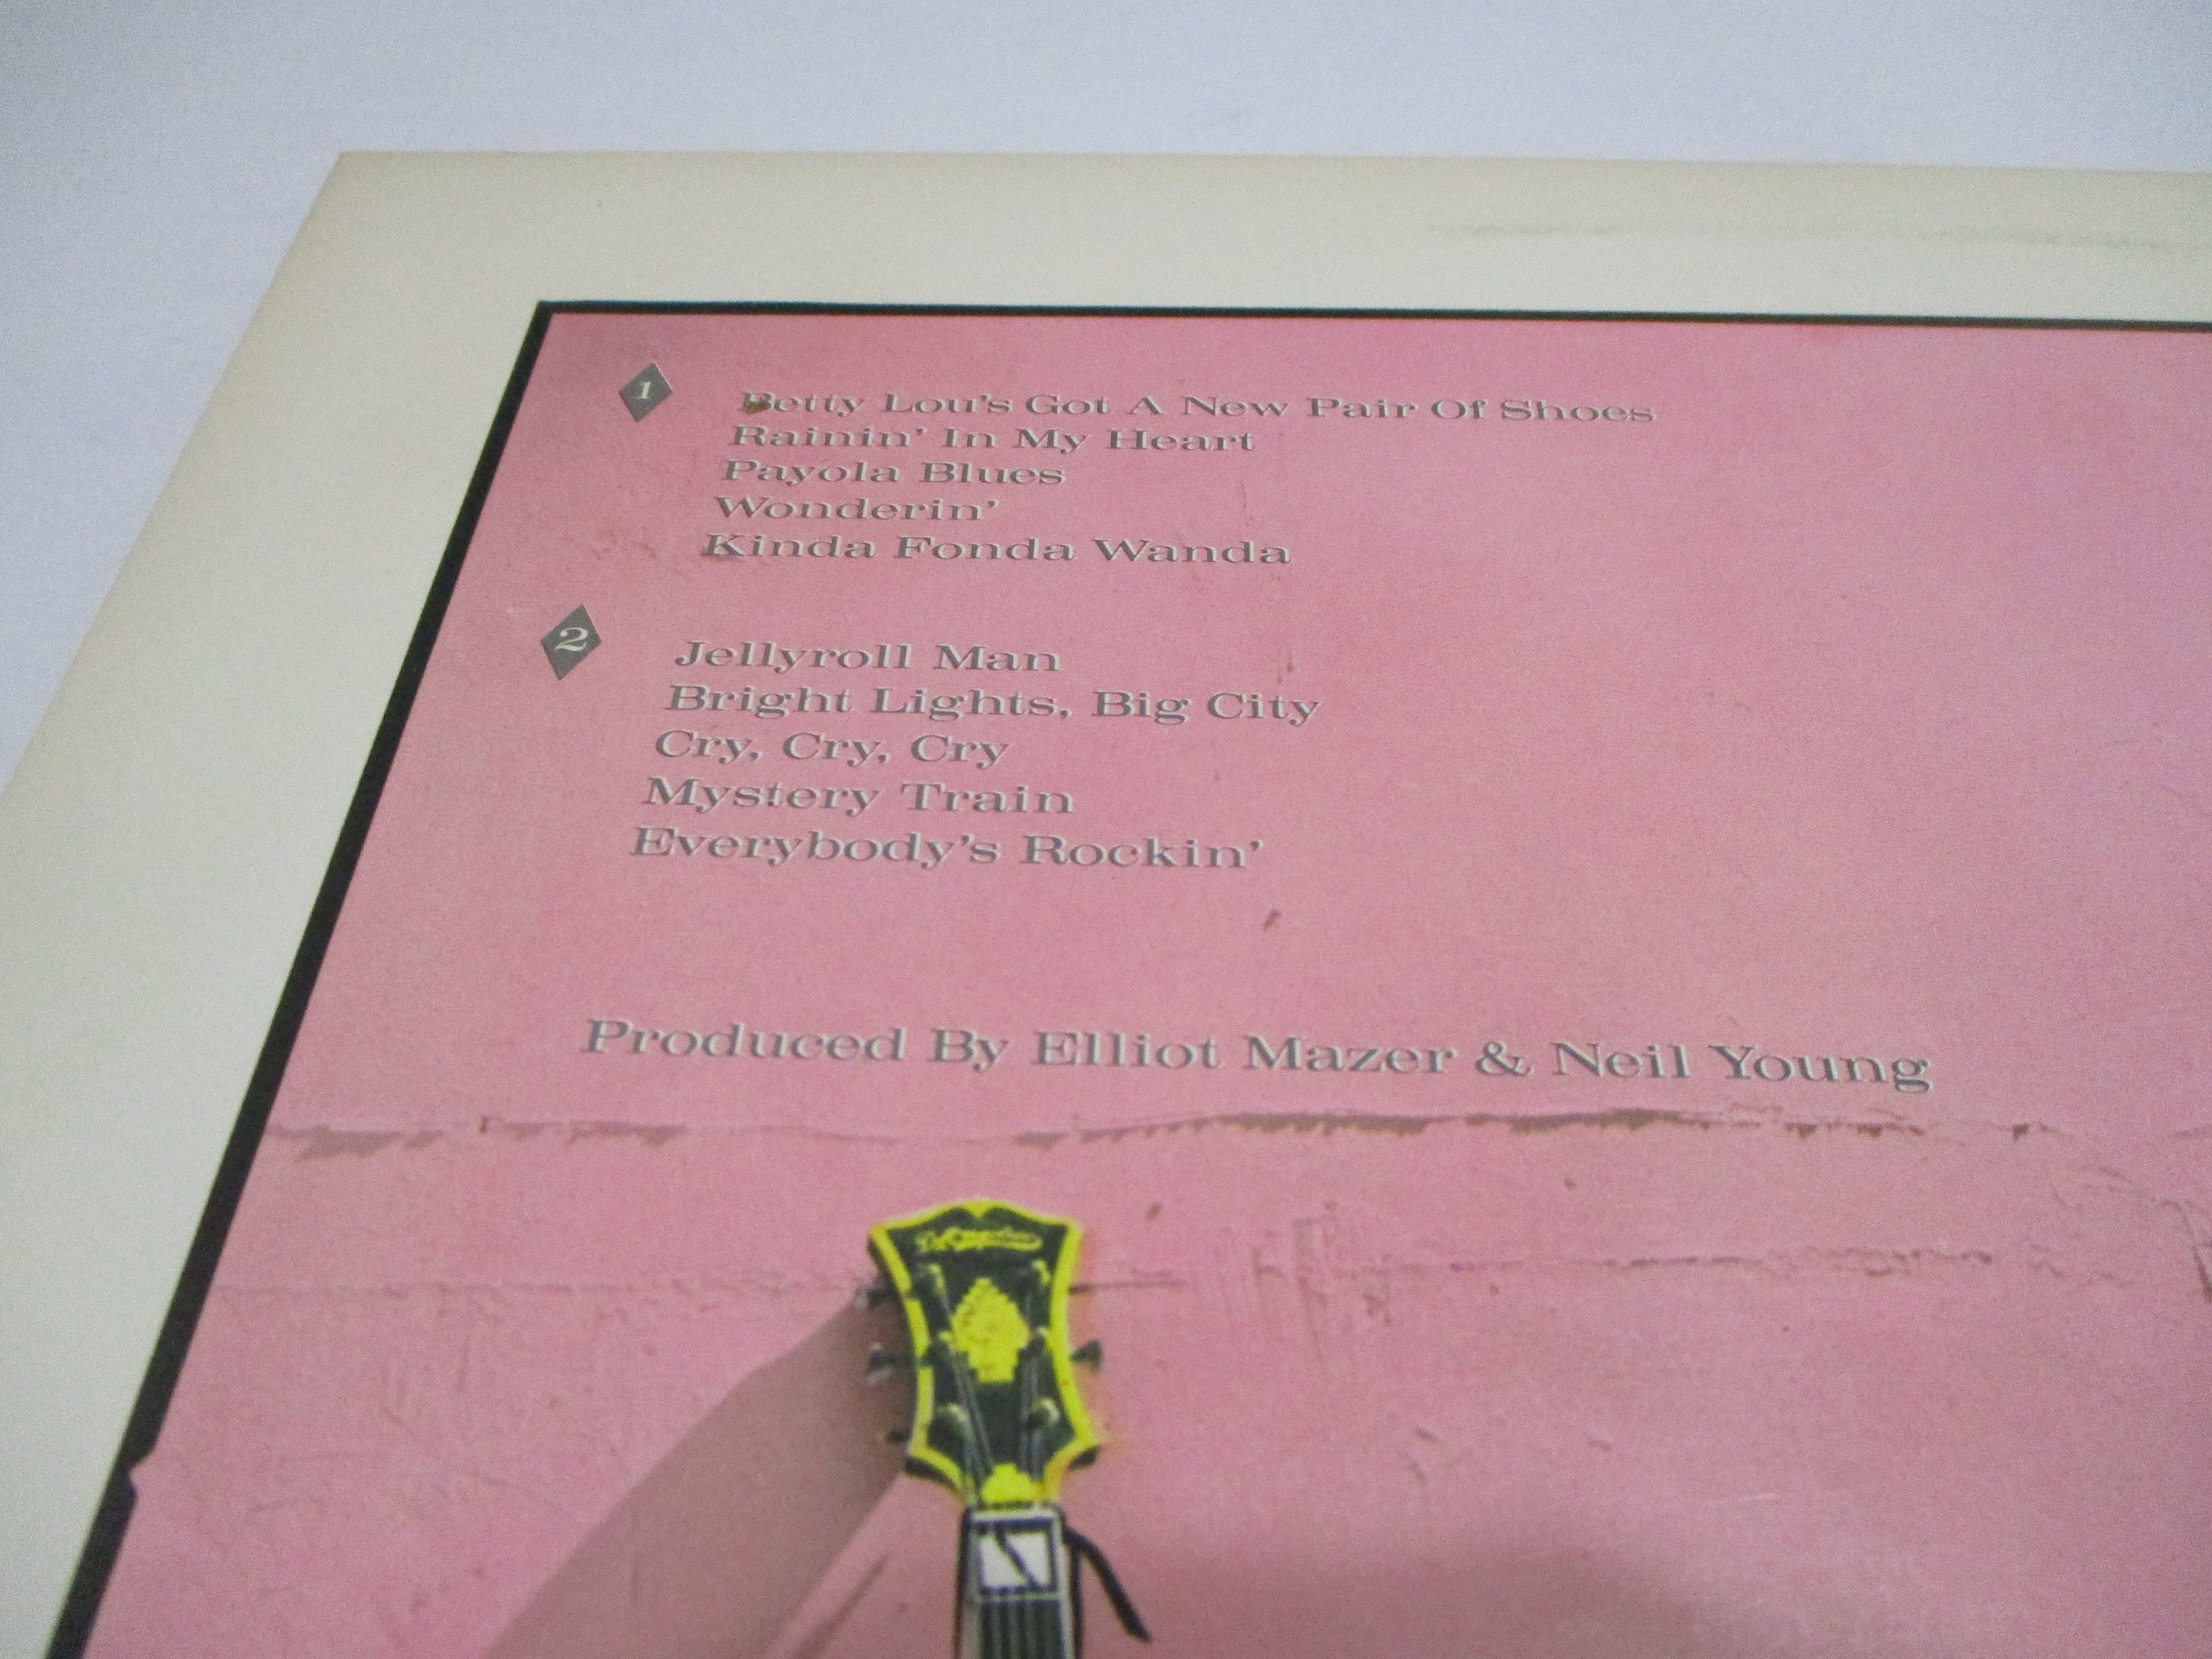 1
Betty Lou's Got A New Pair Of Shoes
Rainin' In My Heart
Payola Blues
Wonderin'
Kinda Fonda Wanda
2
Jellyroll Man
Bright Lights, Big City
Cry, Cry, Cry
Mystery Train
Everybody's Rockin'
Produced By Elliot Mazer & Neil Young